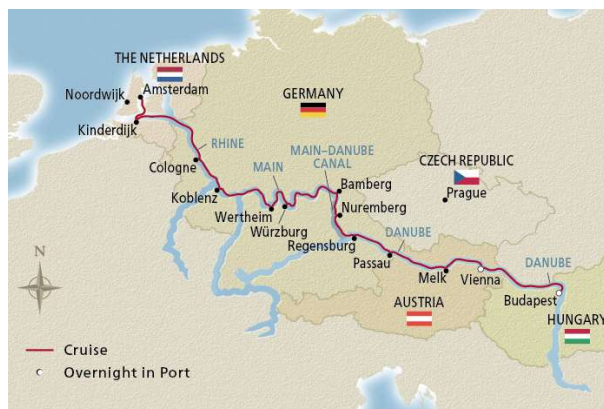 THE NETHERLANDS
Amsterdam
Noordwijk
Kinderdijk
GERMANY
RHINE
Cologne
Koblenz
MAIN
MAIN–DANUBE
CANAL
CZECH REPUBLIC
Prague
Bamberg
Nuremberg
Wertheim
Würzburg
Regensburg
DANUBE
Passau
Melk
Vienna
DANUBE
Budapest
AUSTRIA
HUNGARY
N
Cruise
Overnight in Port